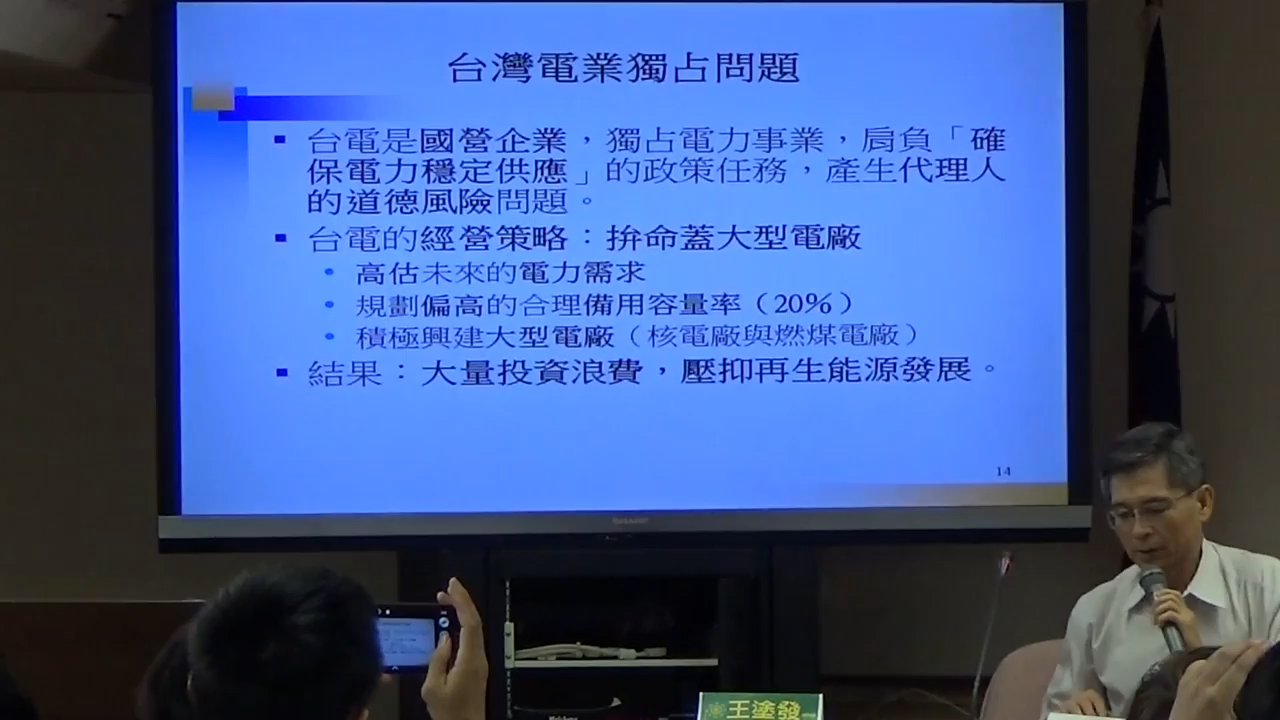 台灣電業獨占問題
▪ 台電是國營企業，獨占電力事業，肩負「確
保電力穩定供應」的政策任務，產生代理人
的道德風險問題。
▪ 台電的經營策略：拚命蓋大型電廠
• 高估未來的電力需求
• 規劃偏高的合理備用容量率（20%）
• 積極興建大型電廠（核電廠與燃煤電廠）
▪ 結果：大量投資浪費，壓抑再生能源發展。
14
SHARP
王塗發